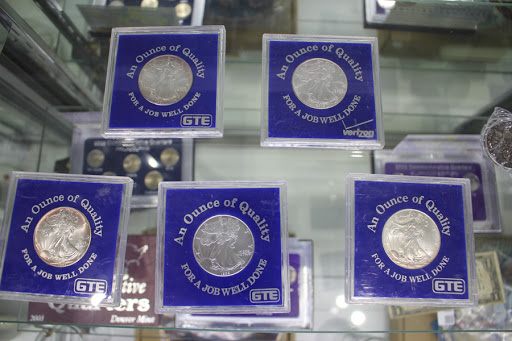 An Ounce of Quality
FOR A JOB WELL DONE
GTE
An Ounce of Quality
FOR A JOB WELL DONE
verizon
An Ounce of Quality
FOR A JOB WELL DONE
GTE
An Ounce of Quality
FOR A JOB WELL DONE
GTE
An Ounce of Quality
FOR A JOB WELL DONE
GTE
Quarters
2005 Denver Mint